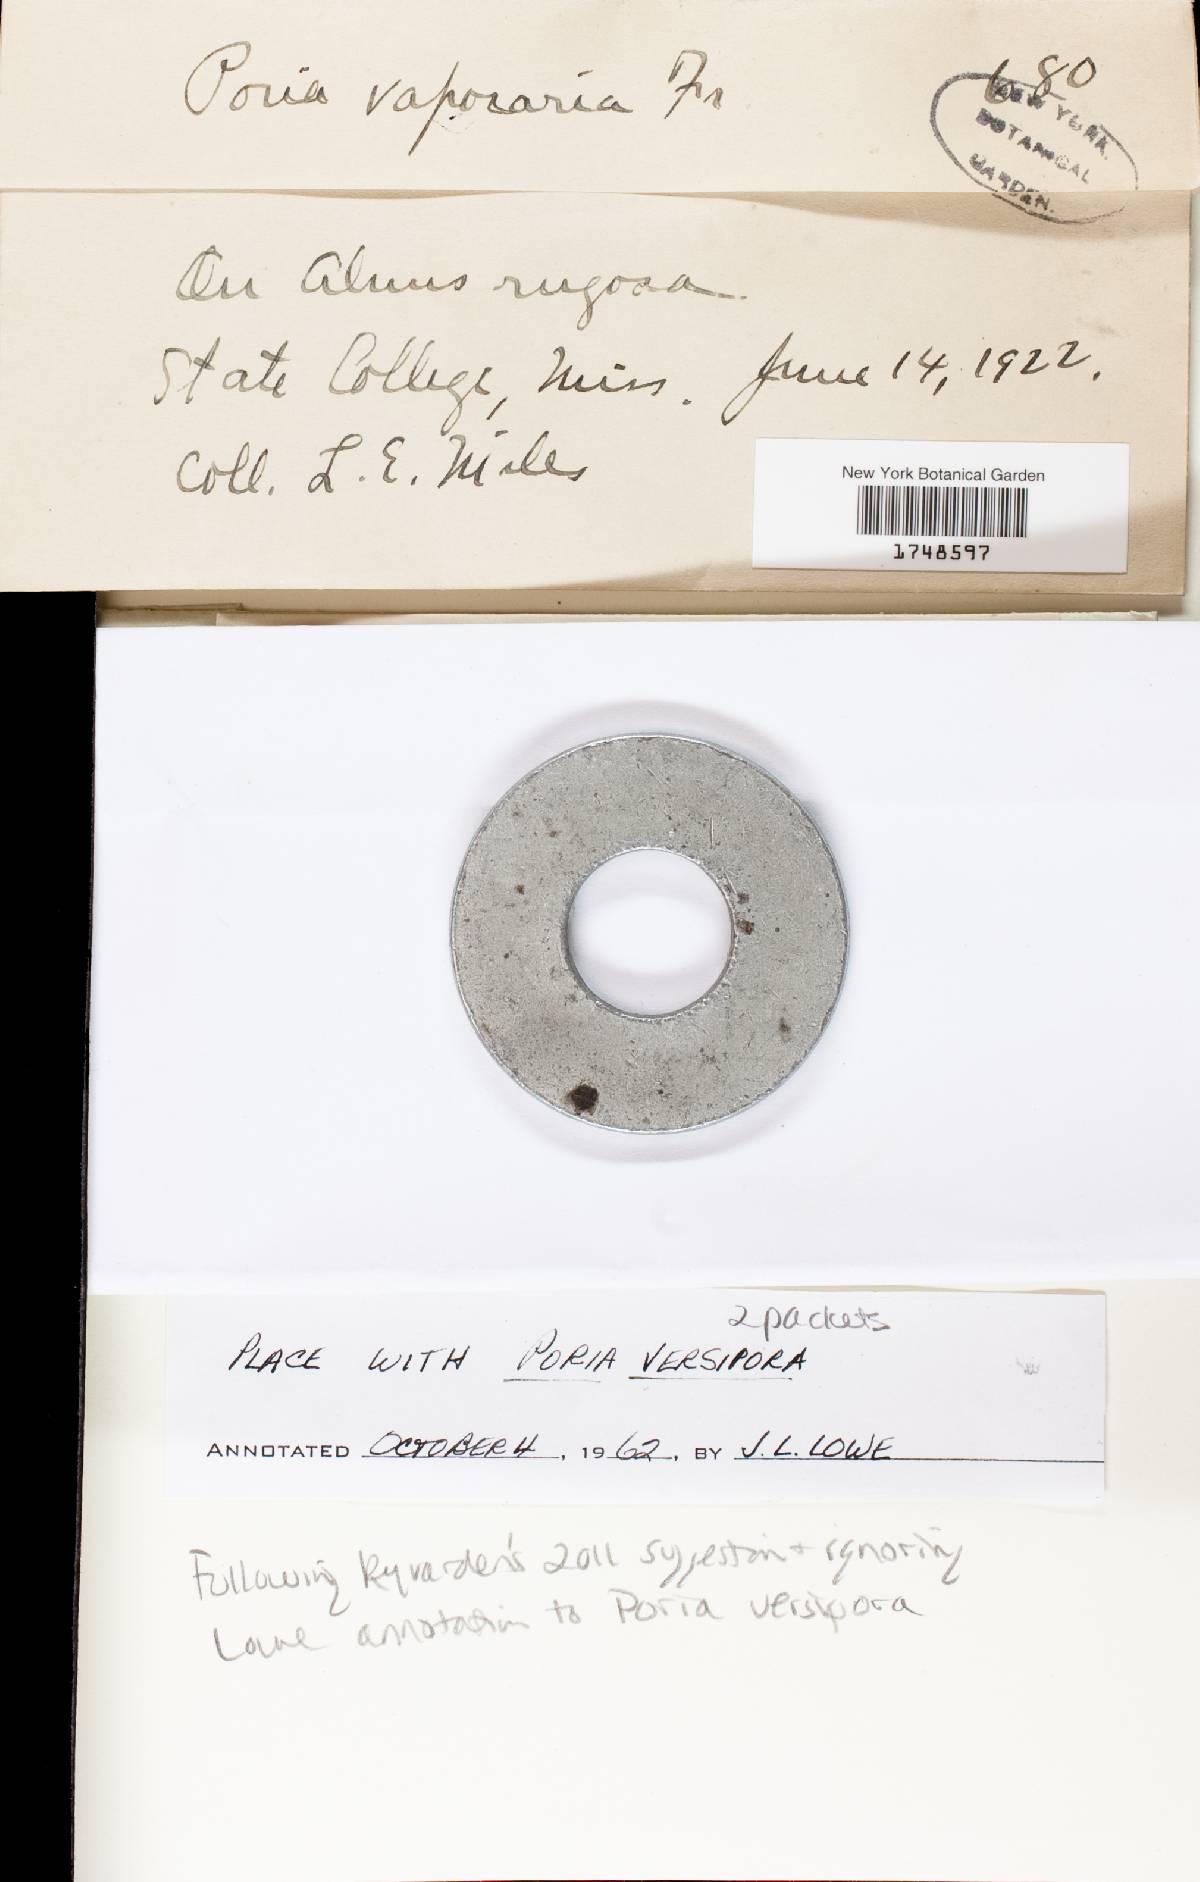 Poria vaporaria Fr
680
NEW YORK
BOTANICAL
GARDEN.
On Alnus rugosa.
State College, Miss. June 14, 1922.
Coll. L. E. Miles
New York Botanical Garden
1748597
2 packets
PLACE WITH PORIA VERSIPORA
ANNOTATED OCTOBER 4, 1962, BY J. L. LOWE
Following Ryvarden's 2011 suggestion + ignoring
Lowe annotation to Poria versipora